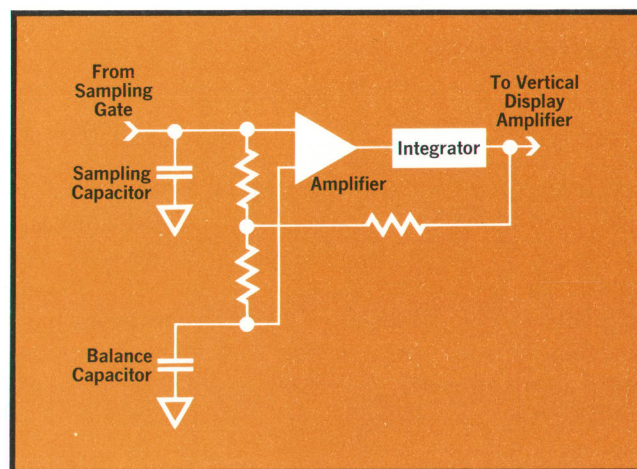 From
Sampling
Gate
To Vertical
Display
Amplifier
Sampling
Capacitor
Amplifier
Integrator
Balance
Capacitor